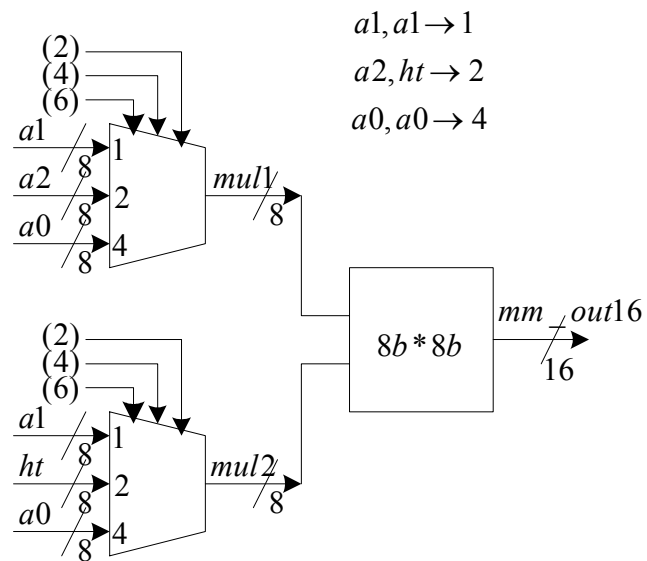 a1, a1 → 1
a2, ht → 2
a0, a0 → 4
(2)
(4)
(6)
a1
8
1
a2
8
2
a0
8
4
mul1
8
(2)
(4)
(6)
a1
8
1
ht
8
2
a0
8
4
mul2
8
8b*8b
mm_out16
16